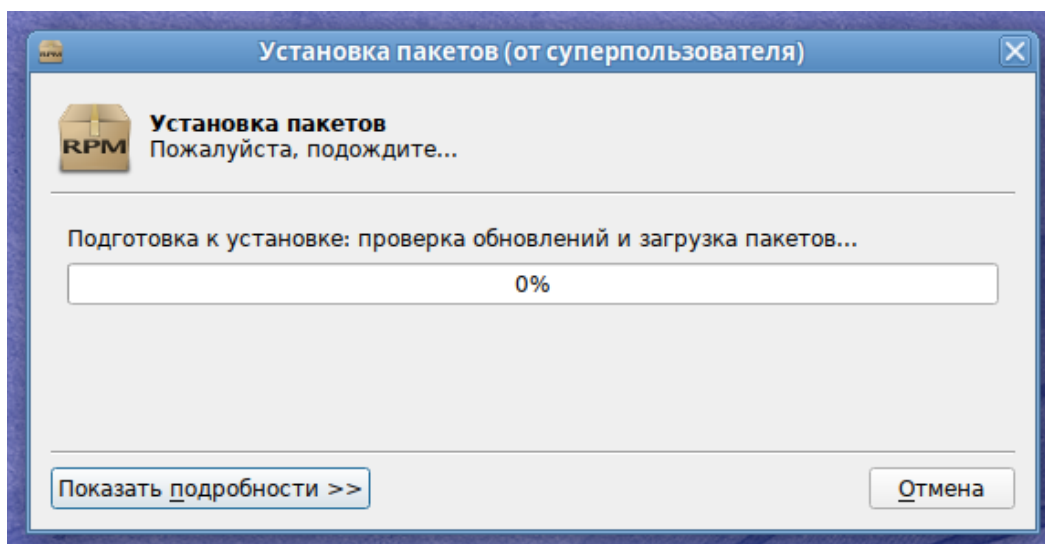 Установка пакетов (от суперпользователя)
RPM
Установка пакетов
Пожалуйста, подождите...
Подготовка к установке: проверка обновлений и загрузка пакетов...
0%
Показать подробности >>
Отмена